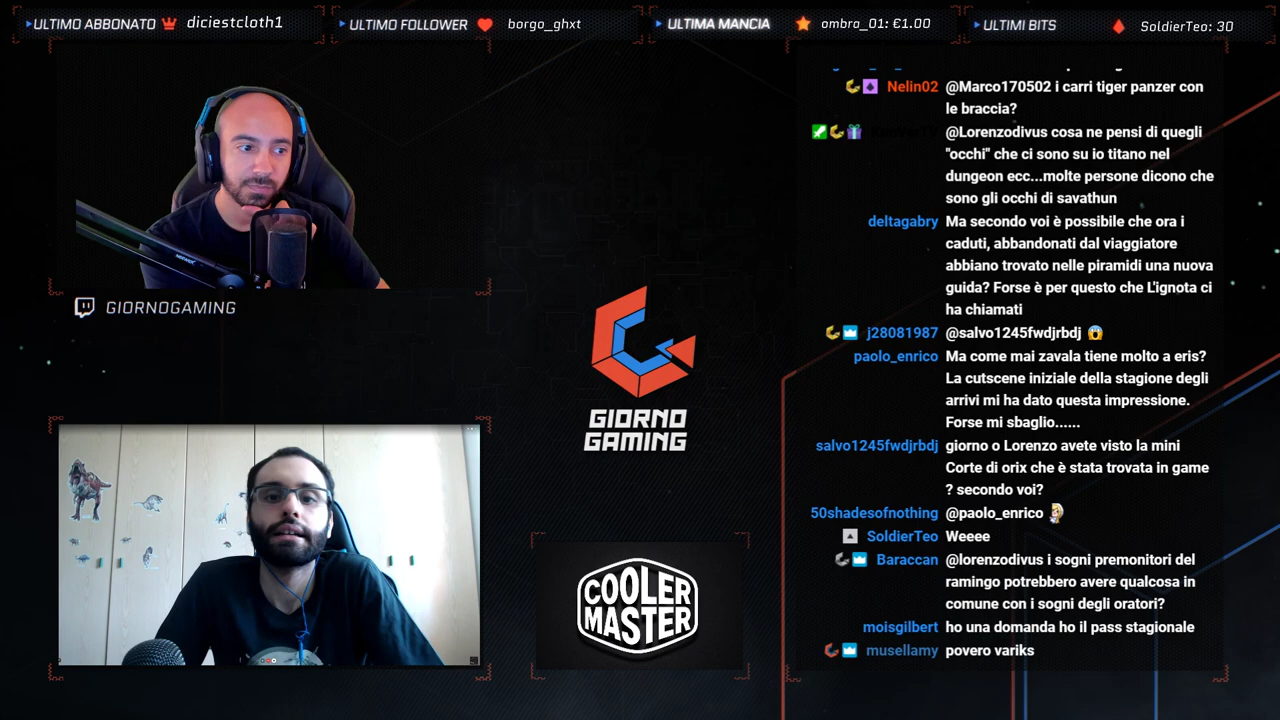 ULTIMO ABBONATO diciestcloth1
ULTIMO FOLLOWER borgo_ghxt
ULTIMA MANCIA ombra_01: €1.00
ULTIMI BITS SoldierTeo: 30
GIORNOGAMING
GIORNO
GAMING
COOLER
MASTER
Nelin02 @Marco170502 i carri tiger panzer con
le braccia?
@Lorenzodivus cosa ne pensi di quegli
"occhi" che ci sono su io titano nel
dungeon ecc...molte persone dicono che
sono gli occhi di savathun
deltagabry Ma secondo voi è possibile che ora i
caduti, abbandonati dal viaggiatore
abbiano trovato nelle piramidi una nuova
guida? Forse è per questo che L'ignota ci
ha chiamati
j28081987 @salvo1245fwdjrbdj 😱
paolo_enrico Ma come mai zavala tiene molto a eris?
La cutscene iniziale della stagione degli
arrivi mi ha dato questa impressione.
Forse mi sbaglio......
salvo1245fwdjrbdj giorno o Lorenzo avete visto la mini
Corte di orix che è stata trovata in game
? secondo voi?
50shadesofnothing @paolo_enrico
SoldierTeo Weeee
Baraccan @lorenzodivus i sogni premonitori del
ramingo potrebbero avere qualcosa in
comune con i sogni degli oratori?
moisgilbert ho una domanda ho il pass stagionale
musellamy povero variks